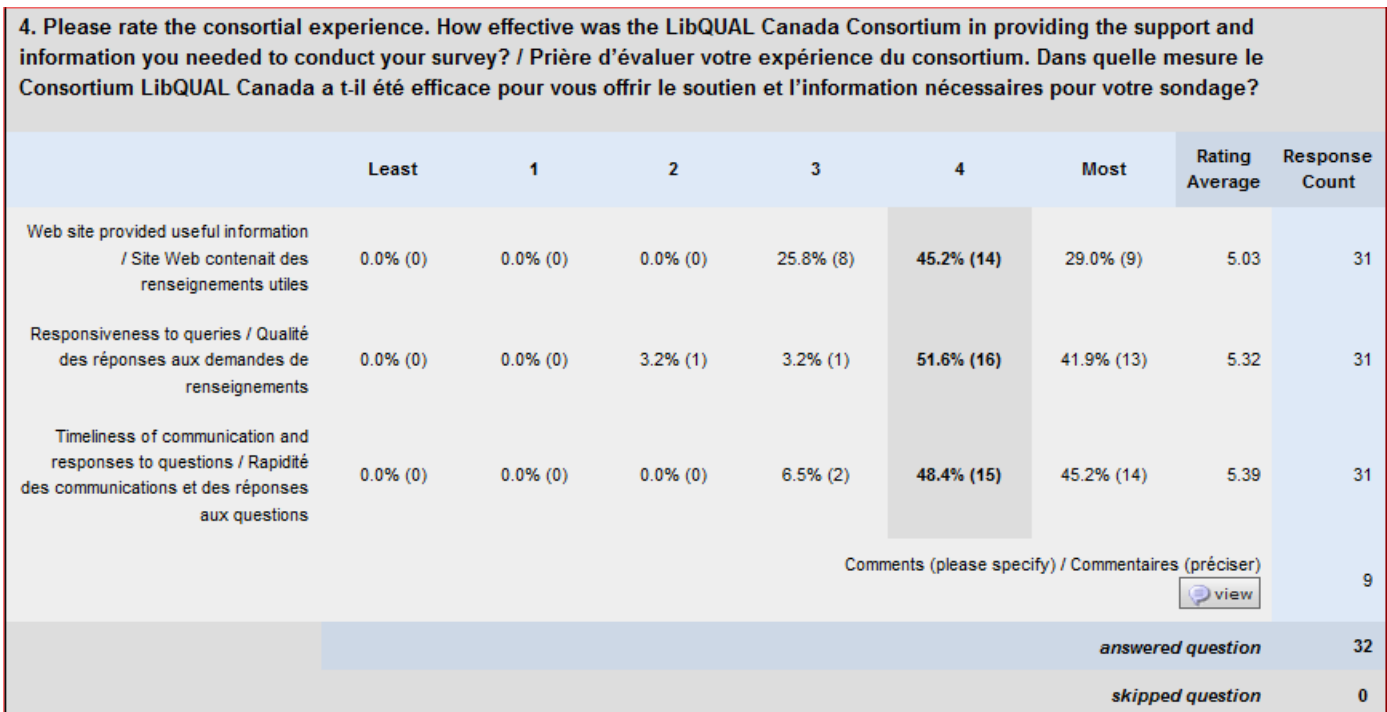 4. Please rate the consortial experience. How effective was the LibQUAL Canada Consortium in providing the support and
information you needed to conduct your survey? / Prière d'évaluer votre expérience du consortium. Dans quelle mesure le
Consortium LibQUAL Canada a t-il été efficace pour vous offrir le soutien et l'information nécessaires pour votre sondage?
Least 1 2 3 4 Most Rating Average Response Count
Web site provided useful information
/ Site Web contenait des
renseignements utiles
0.0% (0) 0.0% (0) 0.0% (0) 25.8% (8) 45.2% (14) 29.0% (9) 5.03 31
Responsiveness to queries / Qualité
des réponses aux demandes de
renseignements
0.0% (0) 0.0% (0) 3.2% (1) 3.2% (1) 51.6% (16) 41.9% (13) 5.32 31
Timeliness of communication and
responses to questions / Rapidité
des communications et des réponses
aux questions
0.0% (0) 0.0% (0) 0.0% (0) 6.5% (2) 48.4% (15) 45.2% (14) 5.39 31
Comments (please specify) / Commentaires (préciser)
view
9
answered question 32
skipped question 0